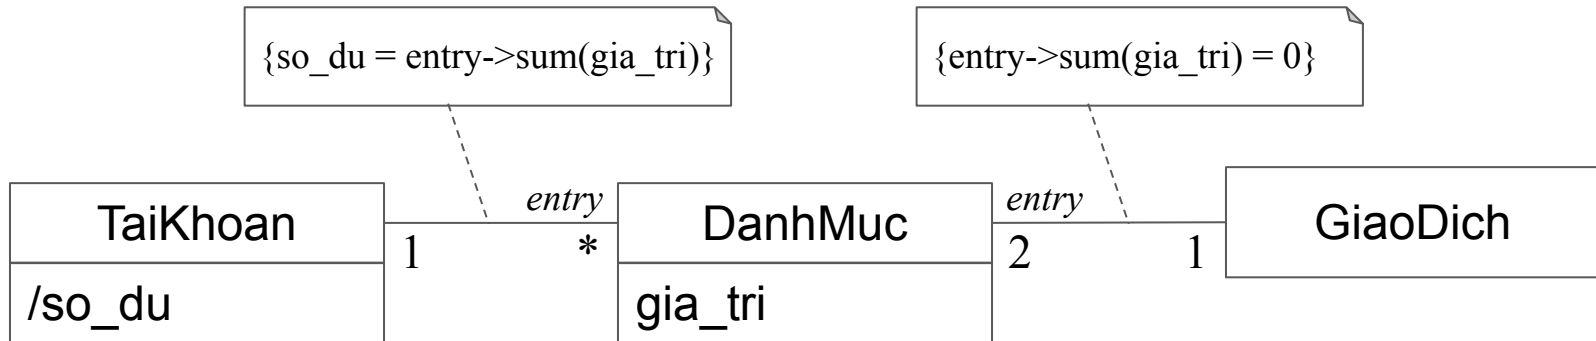 {so_du = entry->sum(gia_tri)}
{entry->sum(gia_tri) = 0}
TaiKhoan
/so_du
1
entry
*
DanhMuc
gia_tri
entry
2
1
GiaoDich